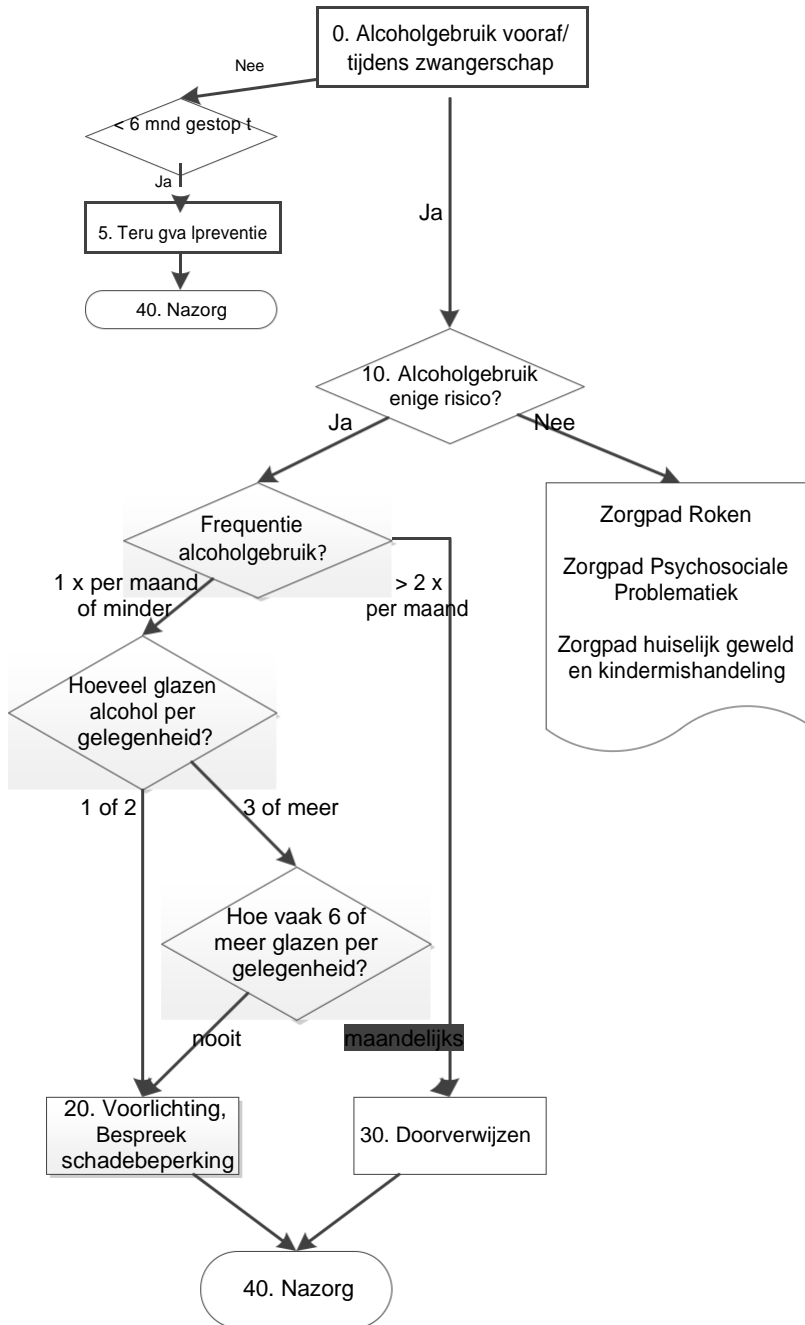 0. Alcoholgebruik vooraf/
tijdens zwangerschap
Nee
< 6 mnd gestop t
Ja
5. Teru gva lpreventie
40. Nazorg
Ja
10. Alcoholgebruik
enige risico?
Ja
Nee
Frequentie
alcoholgebruik?
Zorgpad Roken
Zorgpad Psychosociale
Problematiek
Zorgpad huiselijk geweld
en kindermishandeling
1 x per maand
of minder
> 2 x
per maand
Hoeveel glazen
alcohol per
gelegenheid?
1 of 2
3 of meer
Hoe vaak 6 of
meer glazen per
gelegenheid?
nooit
maandelijks
20. Voorlichting,
Bespreek
schadebeperking
30. Doorverwijzen
40. Nazorg